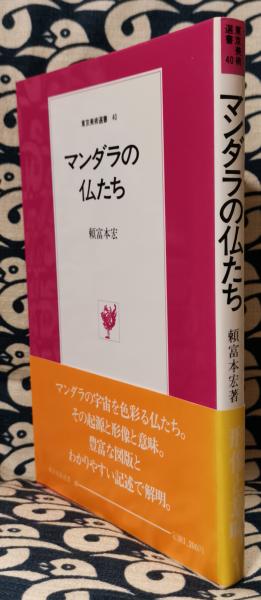 東京美術選書 40
マンダラの
仏たち
頼富本宏
マンダラの宇宙を色彩る仏たち。
その起源と形像と意味。
豊富な図版と
わかりやすい記述で解明。
東京美術
選書 40
マンダラの仏たち
頼富本宏著